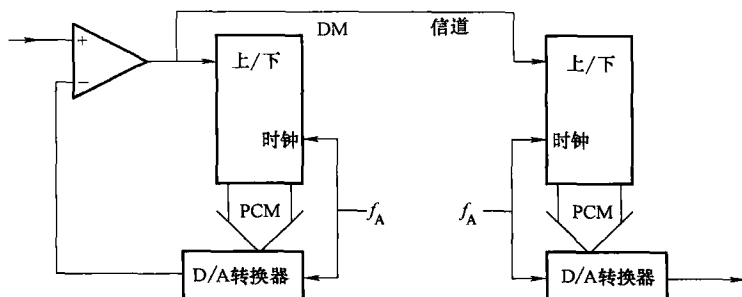 +
−
DM
信道
上/下
时钟
PCM
f_A
D/A转换器
上/下
时钟
PCM
f_A
D/A转换器